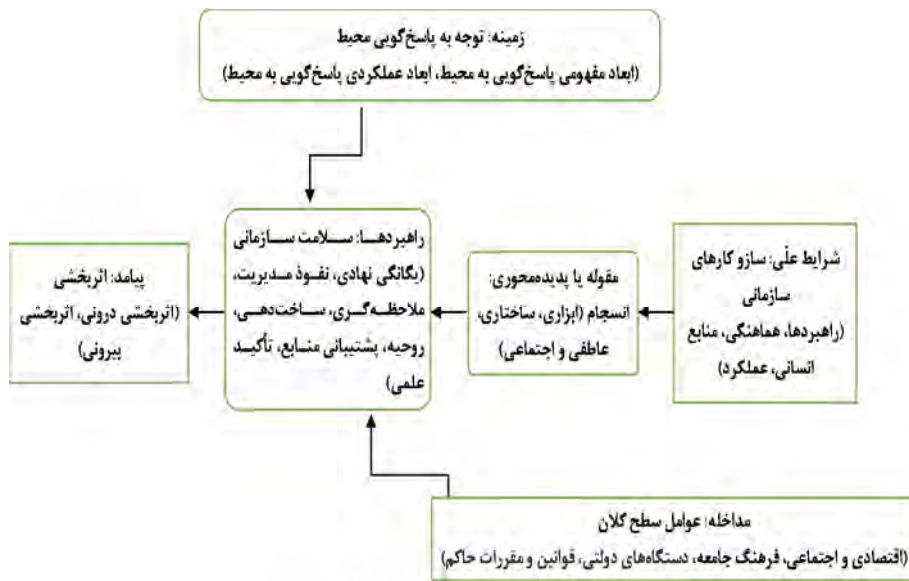 زمینه: توجه به پاسخ‌گویی محیط
(ابعاد مفهومی پاسخ‌گویی به محیط، ابعاد عملکردی پاسخ‌گویی به محیط)
شرایط علّی: سازو کارهای
سازمانی
(راهبردها، هماهنگی، منابع
انسانی، عملکرد)
مقوله یا پدیده‌محوری:
انسجام (ابزاری، ساختاری،
عاطفی و اجتماعی)
راهبردها: سلامت سازمانی
(یگانگی نهادی، نفوذ مدیریت،
ملاحظه‌گری، ساخت‌دهی،
روحیه، پشتیبانی منابع، تأکید
علمی)
پیامد: اثربخشی
(اثربخشی درونی، اثربخشی
بیرونی)
مداخله: عوامل سطح کلان
(اقتصادی و اجتماعی، فرهنگ جامعه، دستگاه‌های دولتی، قوانین و مقررات حاکم)